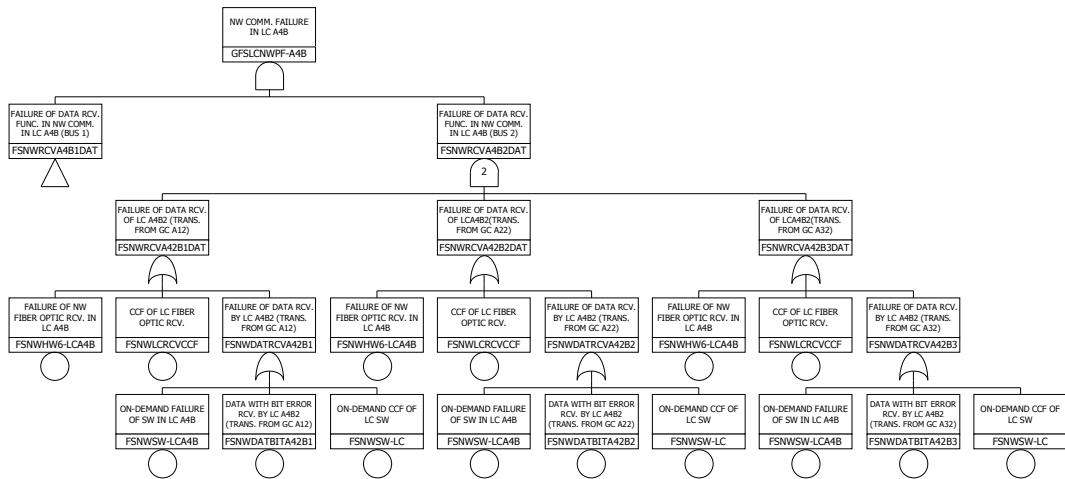 NW COMM. FAILURE
IN LC A4B
GFSLCNWPF-A4B
FAILURE OF DATA RCV.
FUNC. IN NW COMM.
IN LC A4B (BUS 1)
FSNWRCVA4B1DAT
FAILURE OF DATA RCV.
FUNC. IN NW COMM.
IN LC A4B (BUS 2)
FSNWRCVA4B2DAT
2
FAILURE OF DATA RCV.
OF LC A4B2 (TRANS.
FROM GC A12)
FSNWRCVA42B1DAT
FAILURE OF DATA RCV.
OF LCA4B2(TRANS.
FROM GC A22)
FSNWRCVA42B2DAT
FAILURE OF DATA RCV.
OF LCA4B2(TRANS.
FROM GC A32)
FSNWRCVA42B3DAT
FAILURE OF NW
FIBER OPTIC RCV. IN
LC A4B
FSNWHW6-LCA4B
CCF OF LC FIBER
OPTIC RCV.
FSNWLCRCVCCF
FAILURE OF DATA RCV.
BY LC A4B2 (TRANS.
FROM GC A12)
FSNWDATRCVA42B1
FAILURE OF NW
FIBER OPTIC RCV. IN
LC A4B
FSNWHW6-LCA4B
CCF OF LC FIBER
OPTIC RCV.
FSNWLCRCVCCF
FAILURE OF DATA RCV.
BY LC A4B2 (TRANS.
FROM GC A22)
FSNWDATRCVA42B2
FAILURE OF NW
FIBER OPTIC RCV. IN
LC A4B
FSNWHW6-LCA4B
CCF OF LC FIBER
OPTIC RCV.
FSNWLCRCVCCF
FAILURE OF DATA RCV.
BY LC A4B2 (TRANS.
FROM GC A32)
FSNWDATRCVA42B3
ON-DEMAND FAILURE
OF SW IN LC A4B
FSNWSW-LCA4B
DATA WITH BIT ERROR
RCV. BY LC A4B2
(TRANS. FROM GC A12)
FSNWDATBITA42B1
ON-DEMAND CCF OF
LC SW
FSNWSW-LC
ON-DEMAND FAILURE
OF SW IN LC A4B
FSNWSW-LCA4B
DATA WITH BIT ERROR
RCV. BY LC A4B2
(TRANS. FROM GC A22)
FSNWDATBITA42B2
ON-DEMAND CCF OF
LC SW
FSNWSW-LC
ON-DEMAND FAILURE
OF SW IN LC A4B
FSNWSW-LCA4B
DATA WITH BIT ERROR
RCV. BY LC A4B2
(TRANS. FROM GC A32)
FSNWDATBITA42B3
ON-DEMAND CCF OF
LC SW
FSNWSW-LC